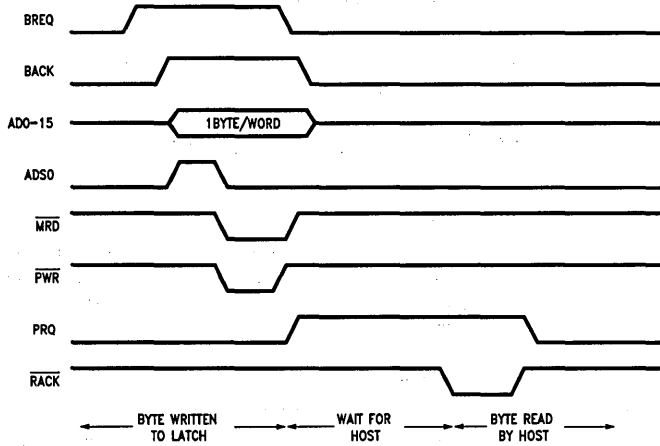 BREQ
BACK
AD0-15
1BYTE/WORD
ADS0
MRD
PWR
PRQ
RACK
BYTE WRITTEN
TO LATCH
WAIT FOR
HOST
BYTE READ
BY HOST